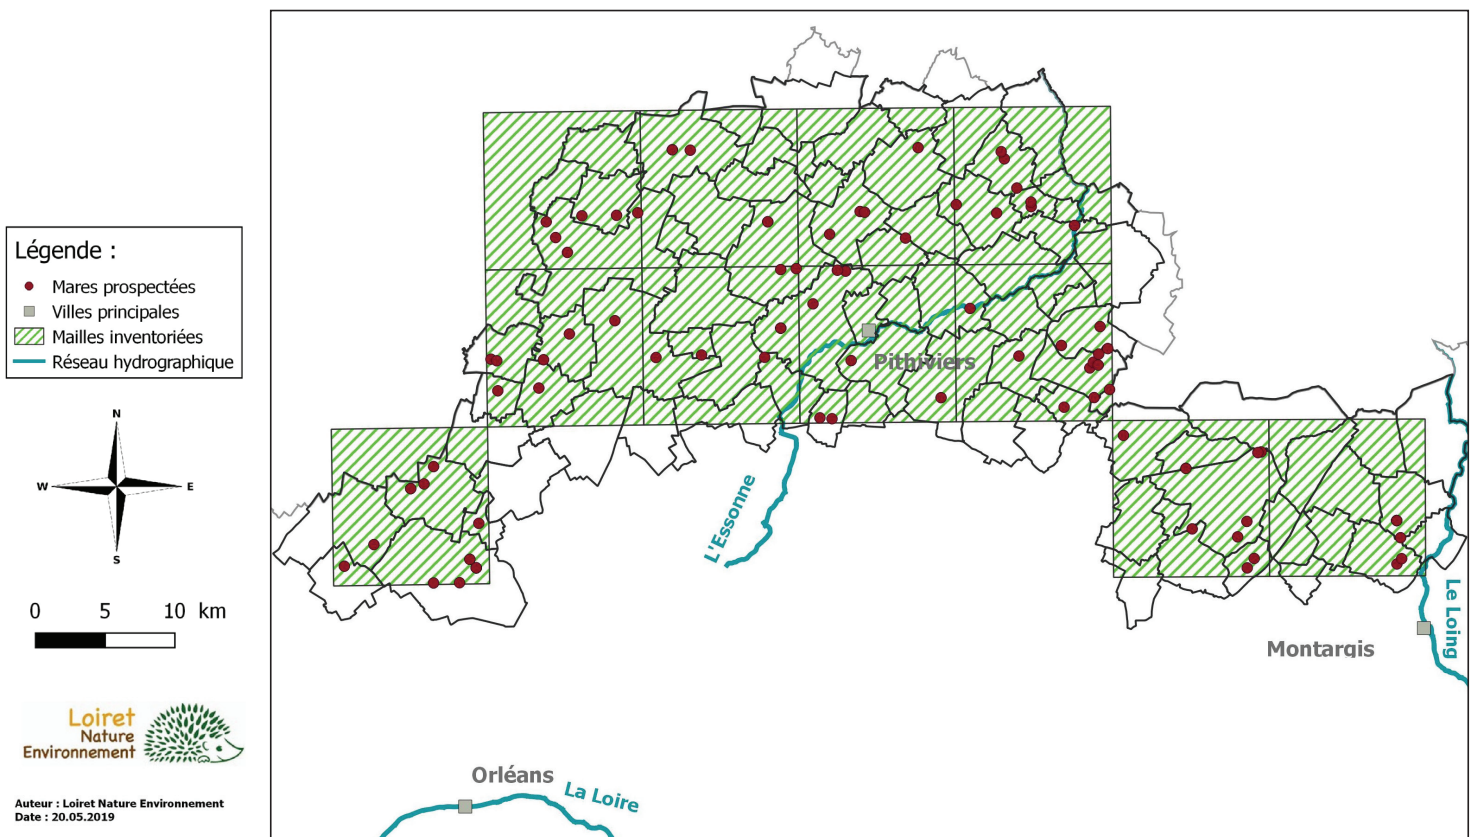 Légende :
Mares prospectées
Villes principales
Mailles inventoriées
Réseau hydrographique
N
W
E
S
0 5 10 km
Loiret
Nature
Environnement
Auteur : Loiret Nature Environnement
Date : 20.05.2019
Pithiviers
L'Essonne
Le Loing
Montargis
Orléans
La Loire